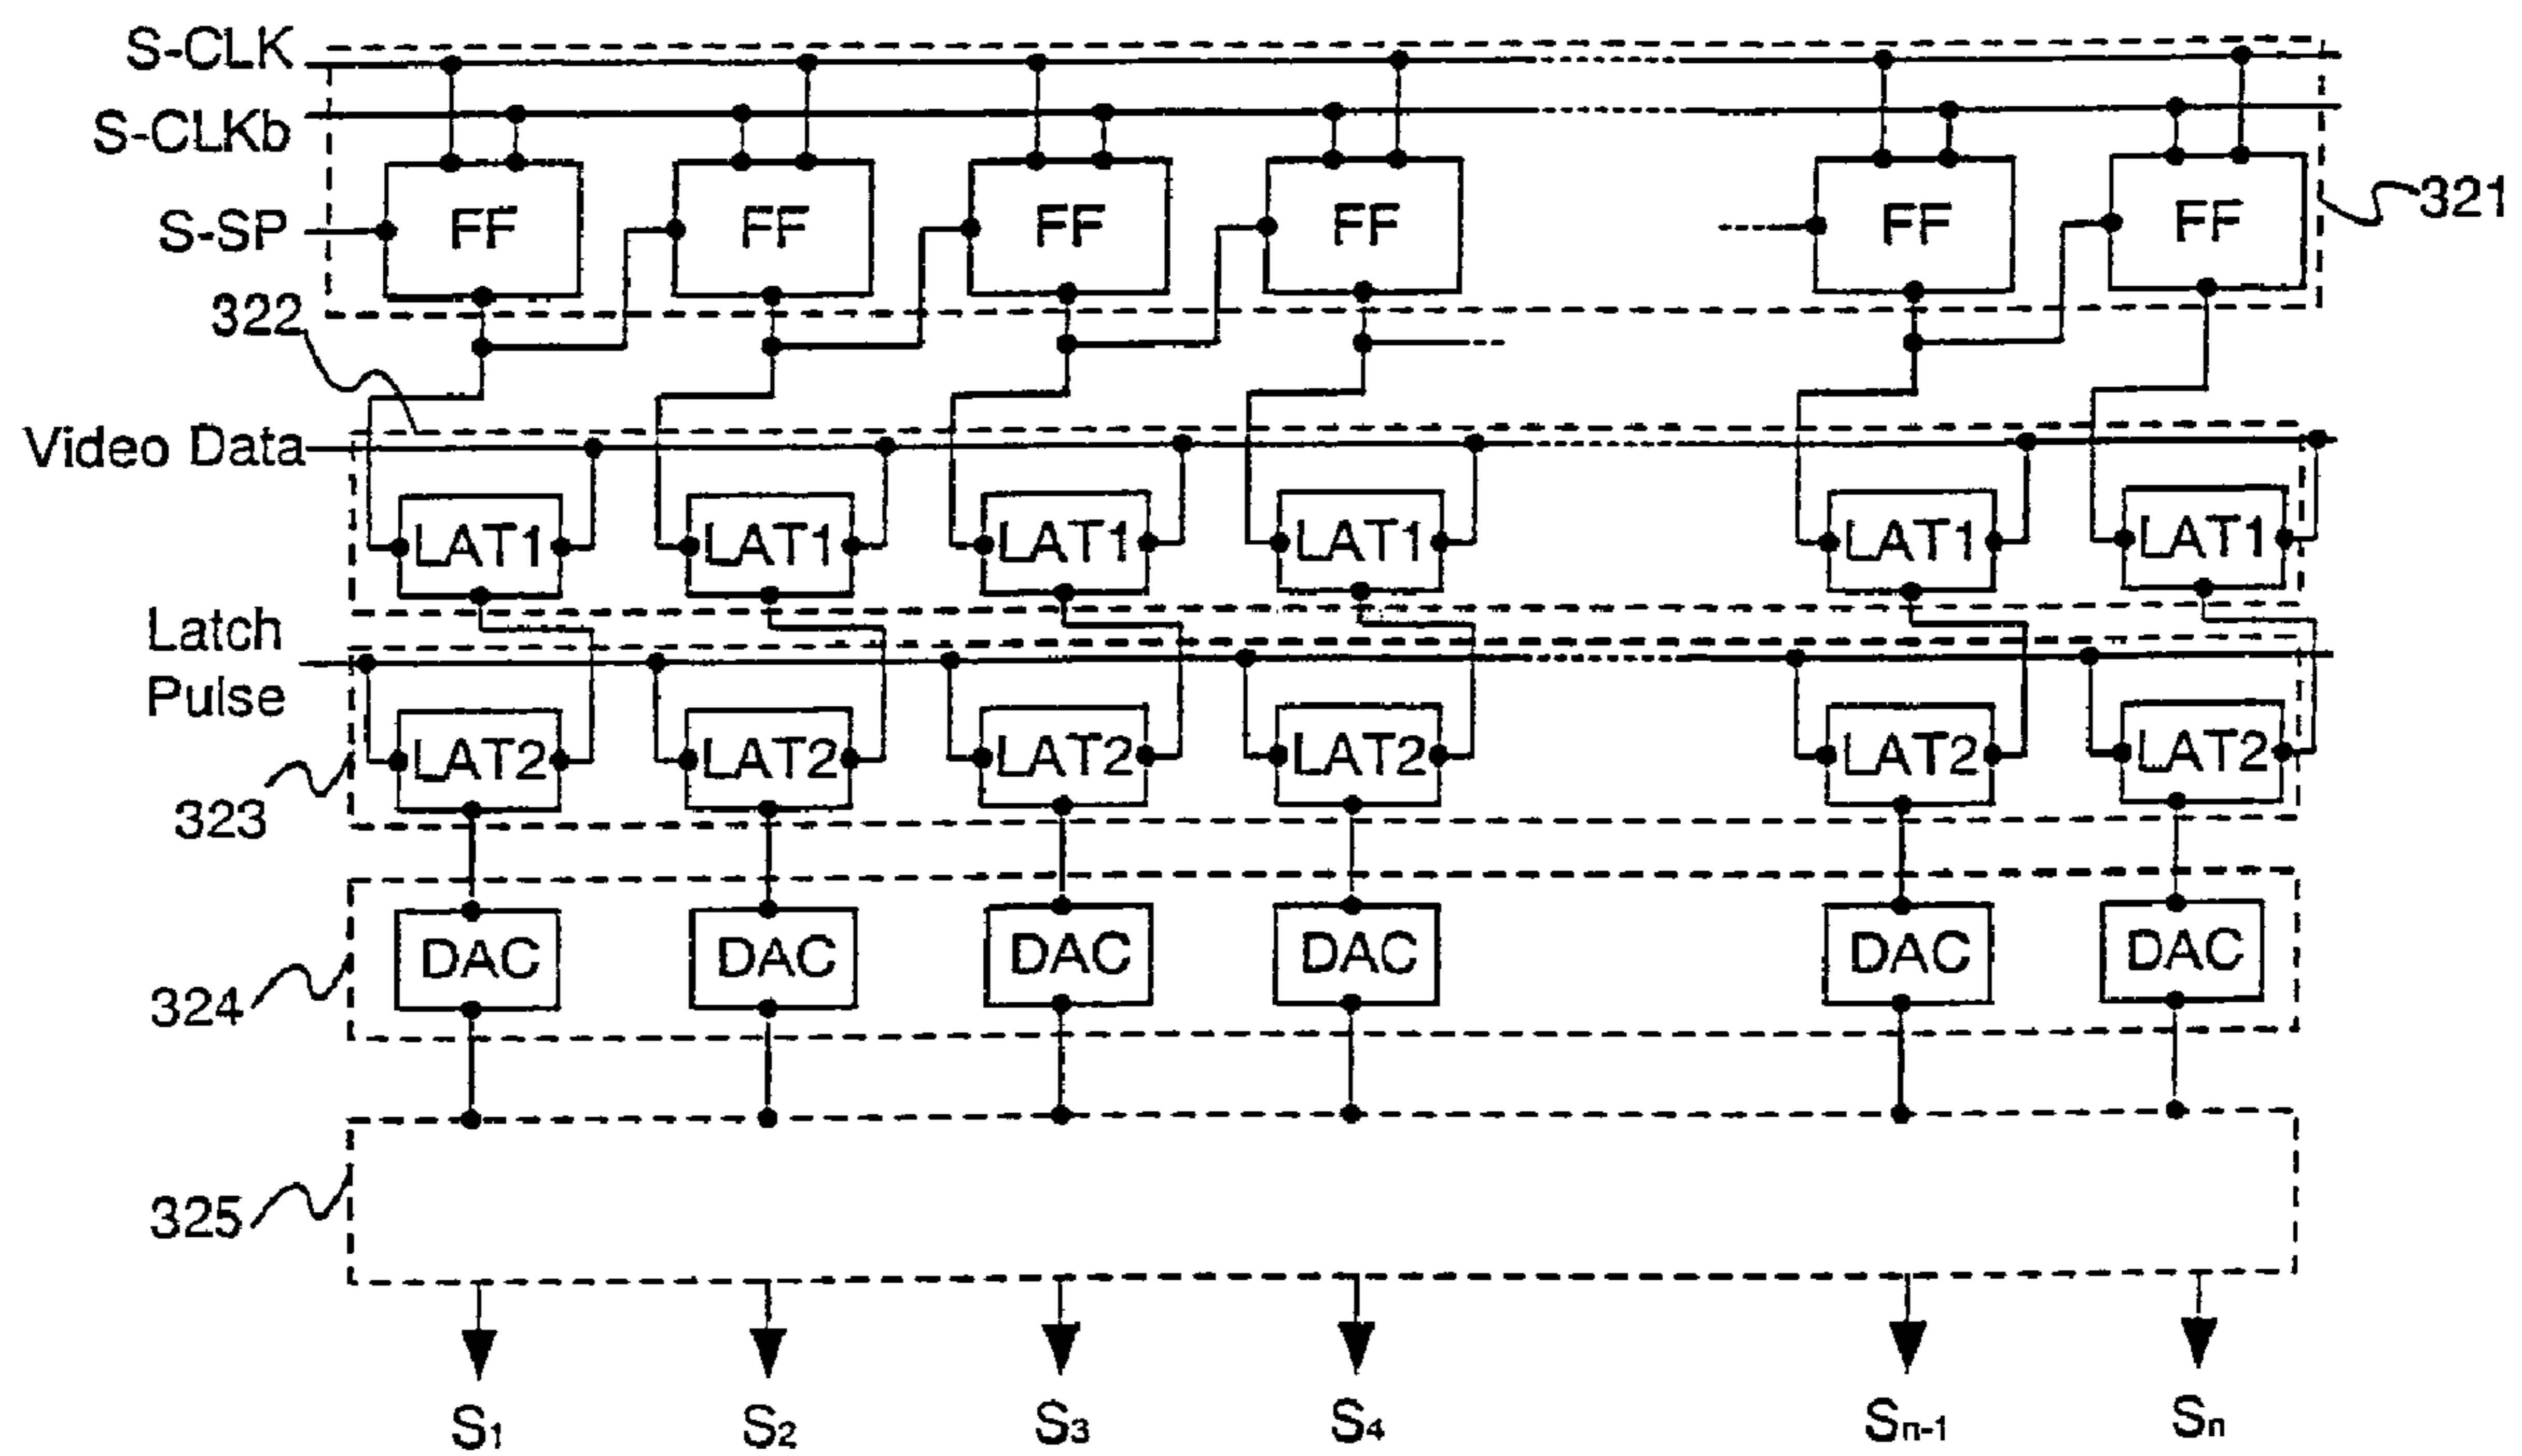 S-CLK
S-CLKb
S-SP
FF FF FF FF FF FF
321
322
Video Data
LAT1 LAT1 LAT1 LAT1 LAT1 LAT1
Latch
Pulse
LAT2 LAT2 LAT2 LAT2 LAT2 LAT2
323
DAC DAC DAC DAC DAC DAC
324
325
S1 S2 S3 S4 Sn-1 Sn